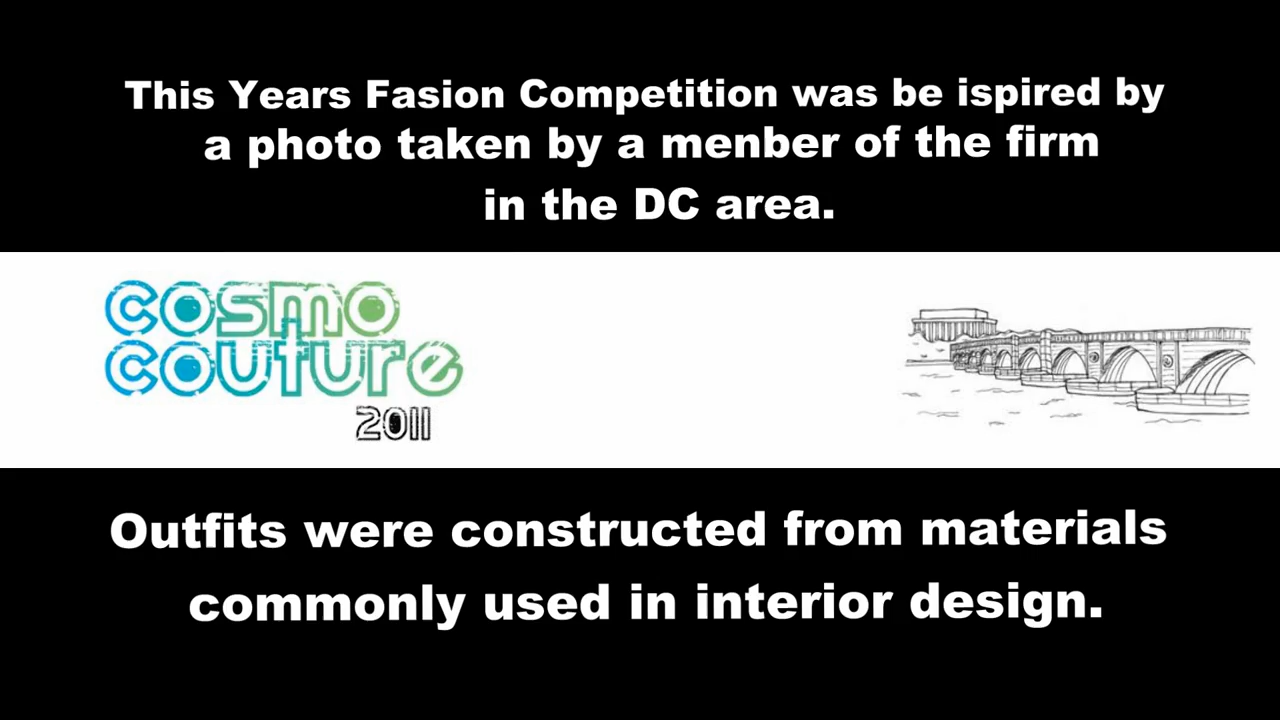 This Years Fasion Competition was be ispired by
a photo taken by a menber of the firm
in the DC area.
cosmo
couture
2011
Outfits were constructed from materials
commonly used in interior design.